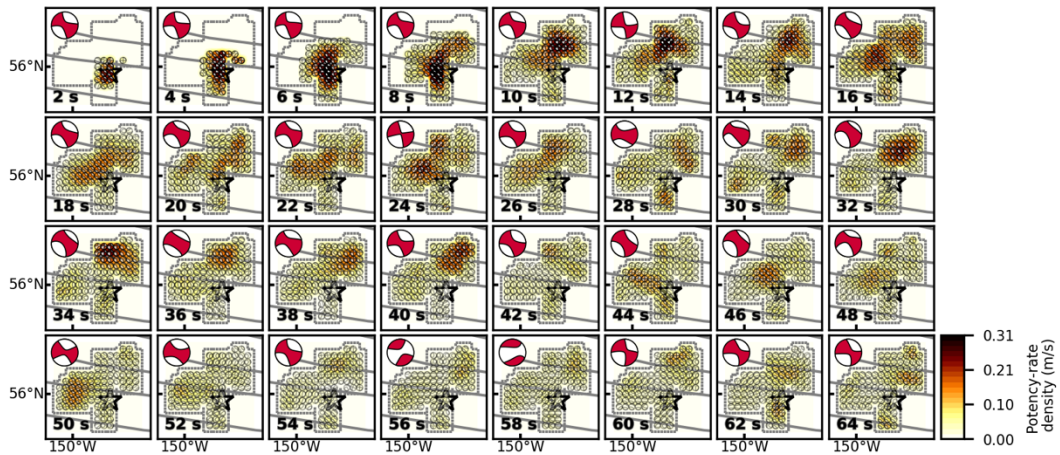 56°N
2 s
4 s
6 s
8 s
10 s
12 s
14 s
16 s
56°N
18 s
20 s
22 s
24 s
26 s
28 s
30 s
32 s
56°N
34 s
36 s
38 s
40 s
42 s
44 s
46 s
48 s
56°N
50 s
52 s
54 s
56 s
58 s
60 s
62 s
64 s
150°W
150°W
150°W
150°W
150°W
150°W
150°W
150°W
0.31
0.21
0.10
0.00
Potency-rate
density (m/s)